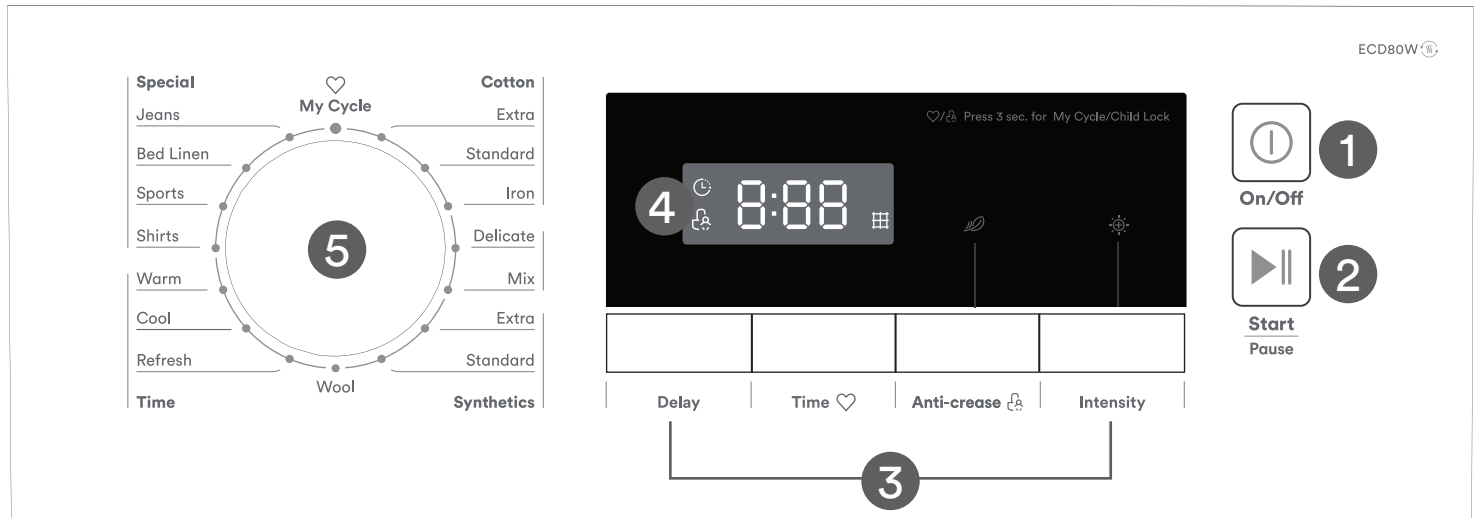 ECD80W
Special
My Cycle
Cotton
Jeans
Extra
Bed Linen
Standard
Sports
Iron
Shirts
Delicate
Warm
Mix
Cool
Extra
Refresh
Standard
Wool
Time
Synthetics
5
Press 3 sec. for My Cycle/Child Lock
4
8:88
Delay
Time
Anti-crease
Intensity
3
1
On/Off
2
Start
Pause